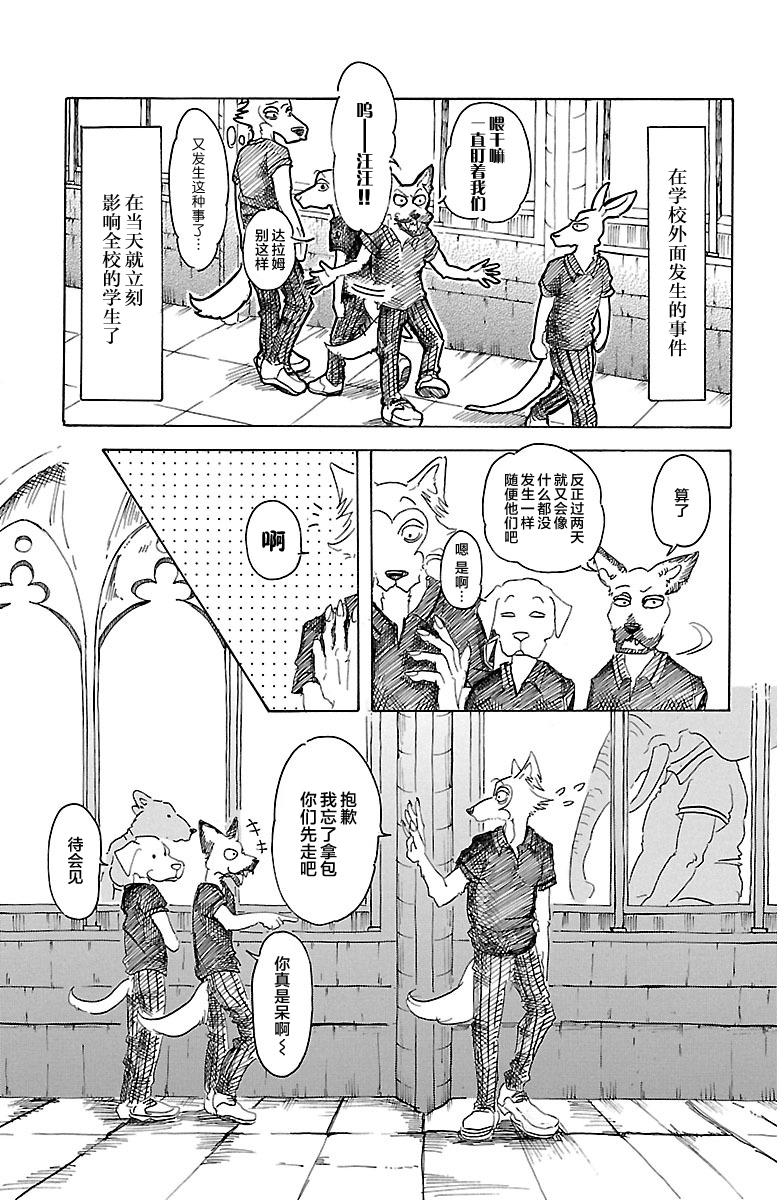 在学校外面发生的事件
喂干嘛
一直盯着我们
呜——汪汪!!
达拉姆
别这样
又发生这种事了…
在当天就立刻
影响全校的学生了
算了
反正过两天
就又会像
什么都没
发生一样
随便他们吧
嗯 是啊…
啊
抱歉
我忘了拿包
你们先走吧
你真是呆啊~
待会见